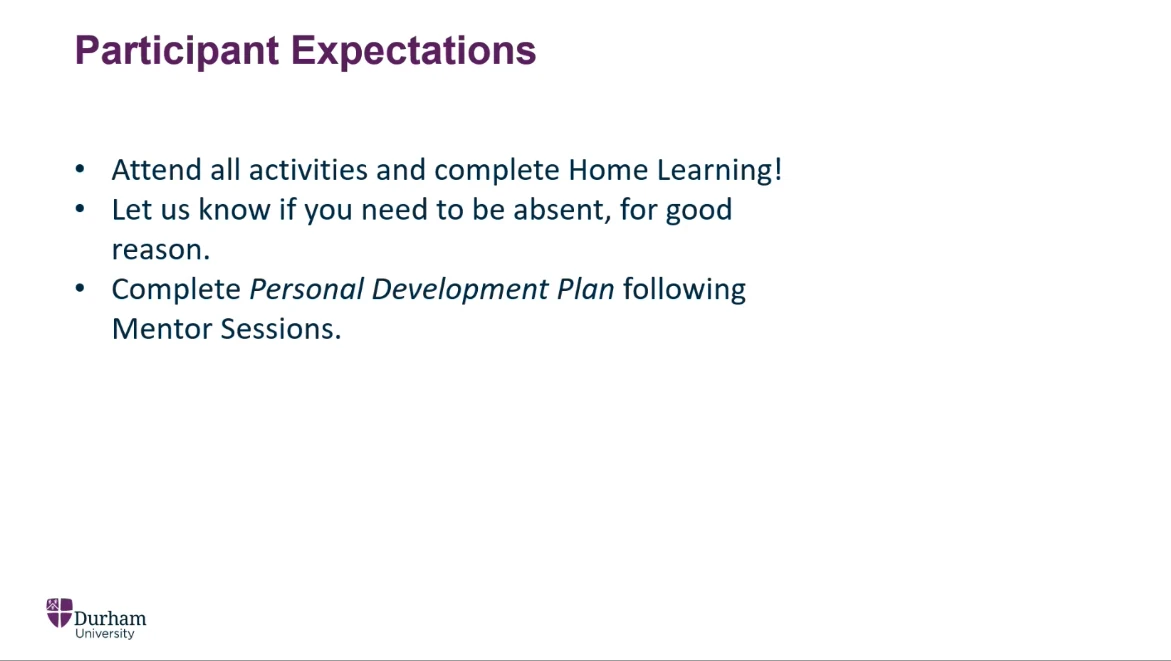 Participant Expectations
• Attend all activities and complete Home Learning!
• Let us know if you need to be absent, for good
reason.
• Complete Personal Development Plan following
Mentor Sessions.
Durham
University